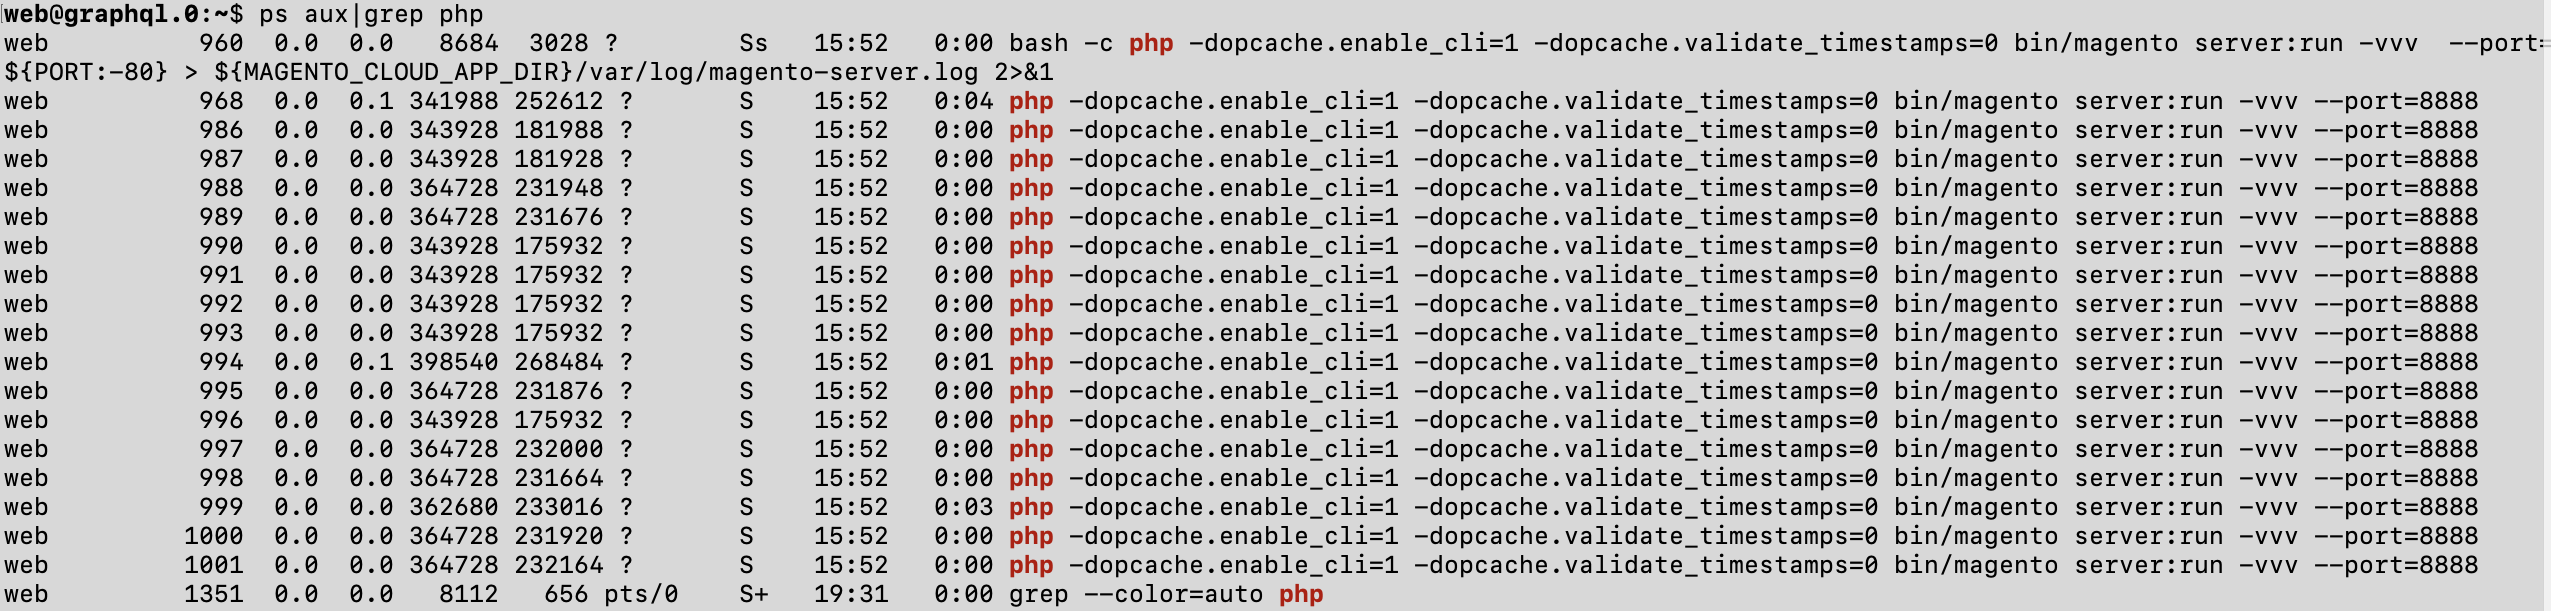 web@graphql.0:~$ ps aux|grep php
web          960  0.0  0.0   8684  3028 ?        Ss   15:52   0:00 bash -c php -dopcache.enable_cli=1 -dopcache.validate_timestamps=0 bin/magento server:run -vvv  --port=
${PORT:-80} > ${MAGENTO_CLOUD_APP_DIR}/var/log/magento-server.log 2>&1
web          968  0.0  0.1 341988 252612 ?       S    15:52   0:04 php -dopcache.enable_cli=1 -dopcache.validate_timestamps=0 bin/magento server:run -vvv --port=8888
web          986  0.0  0.0 343928 181988 ?       S    15:52   0:00 php -dopcache.enable_cli=1 -dopcache.validate_timestamps=0 bin/magento server:run -vvv --port=8888
web          987  0.0  0.0 343928 181928 ?       S    15:52   0:00 php -dopcache.enable_cli=1 -dopcache.validate_timestamps=0 bin/magento server:run -vvv --port=8888
web          988  0.0  0.0 364728 231948 ?       S    15:52   0:00 php -dopcache.enable_cli=1 -dopcache.validate_timestamps=0 bin/magento server:run -vvv --port=8888
web          989  0.0  0.0 364728 231676 ?       S    15:52   0:00 php -dopcache.enable_cli=1 -dopcache.validate_timestamps=0 bin/magento server:run -vvv --port=8888
web          990  0.0  0.0 343928 175932 ?       S    15:52   0:00 php -dopcache.enable_cli=1 -dopcache.validate_timestamps=0 bin/magento server:run -vvv --port=8888
web          991  0.0  0.0 343928 175932 ?       S    15:52   0:00 php -dopcache.enable_cli=1 -dopcache.validate_timestamps=0 bin/magento server:run -vvv --port=8888
web          992  0.0  0.0 343928 175932 ?       S    15:52   0:00 php -dopcache.enable_cli=1 -dopcache.validate_timestamps=0 bin/magento server:run -vvv --port=8888
web          993  0.0  0.0 343928 175932 ?       S    15:52   0:00 php -dopcache.enable_cli=1 -dopcache.validate_timestamps=0 bin/magento server:run -vvv --port=8888
web          994  0.0  0.1 398540 268484 ?       S    15:52   0:01 php -dopcache.enable_cli=1 -dopcache.validate_timestamps=0 bin/magento server:run -vvv --port=8888
web          995  0.0  0.0 364728 231876 ?       S    15:52   0:00 php -dopcache.enable_cli=1 -dopcache.validate_timestamps=0 bin/magento server:run -vvv --port=8888
web          996  0.0  0.0 343928 175932 ?       S    15:52   0:00 php -dopcache.enable_cli=1 -dopcache.validate_timestamps=0 bin/magento server:run -vvv --port=8888
web          997  0.0  0.0 364728 232000 ?       S    15:52   0:00 php -dopcache.enable_cli=1 -dopcache.validate_timestamps=0 bin/magento server:run -vvv --port=8888
web          998  0.0  0.0 364728 231664 ?       S    15:52   0:00 php -dopcache.enable_cli=1 -dopcache.validate_timestamps=0 bin/magento server:run -vvv --port=8888
web          999  0.0  0.0 362680 233016 ?       S    15:52   0:03 php -dopcache.enable_cli=1 -dopcache.validate_timestamps=0 bin/magento server:run -vvv --port=8888
web         1000  0.0  0.0 364728 231920 ?       S    15:52   0:00 php -dopcache.enable_cli=1 -dopcache.validate_timestamps=0 bin/magento server:run -vvv --port=8888
web         1001  0.0  0.0 364728 232164 ?       S    15:52   0:00 php -dopcache.enable_cli=1 -dopcache.validate_timestamps=0 bin/magento server:run -vvv --port=8888
web         1351  0.0  0.0   8112   656 pts/0    S+   19:31   0:00 grep --color=auto php